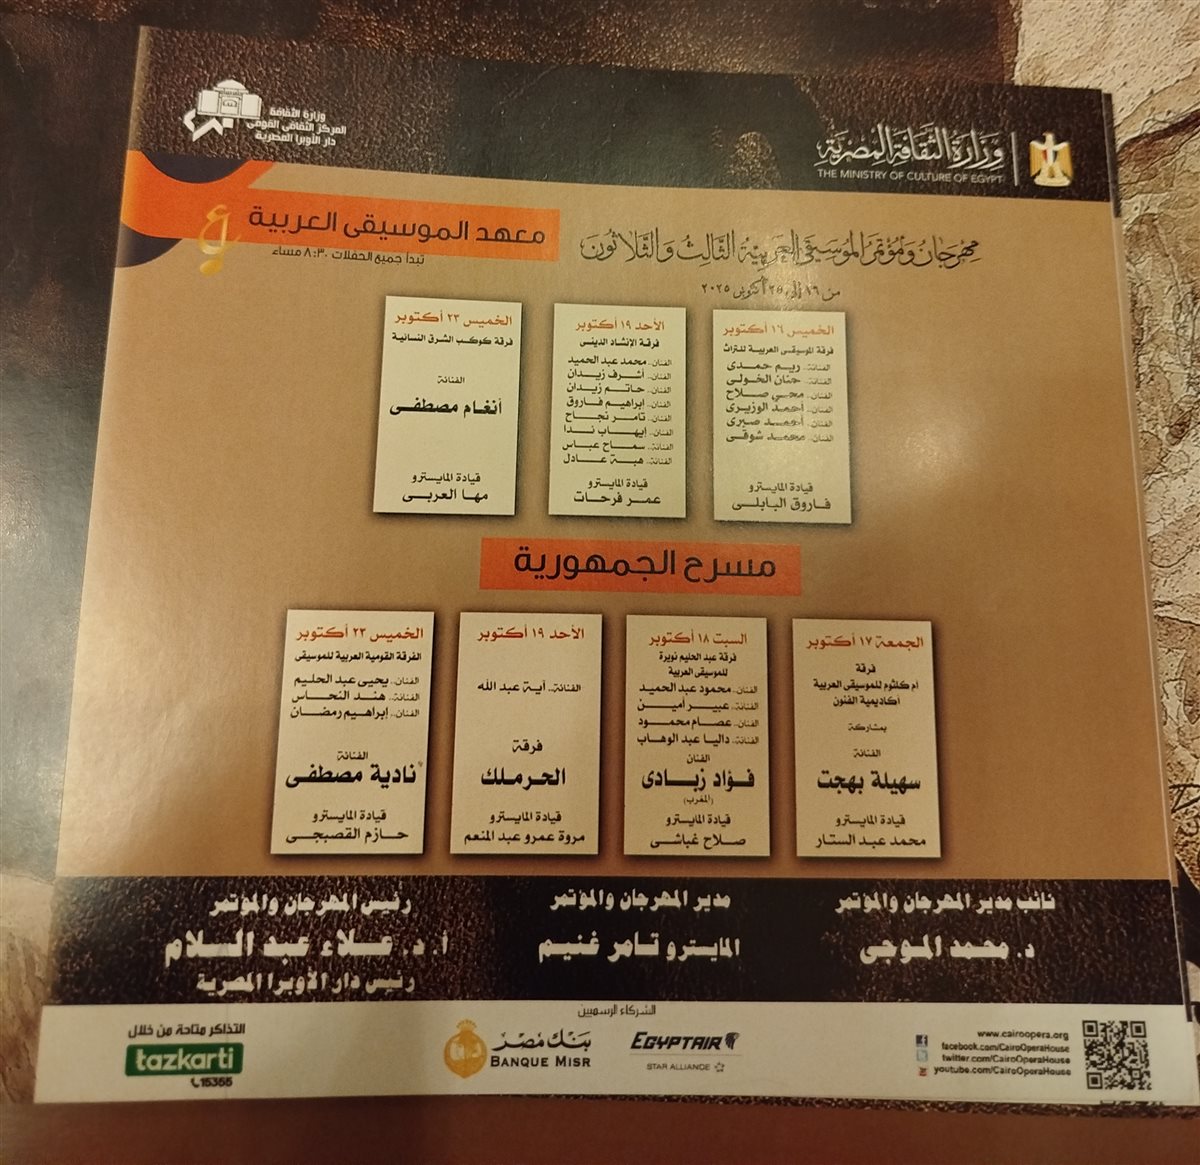 وزارة الثقافة
المركز الثقافى القومى
دار الأوبرا المصرية
وزارة الثقافة المصرية
THE MINISTRY OF CULTURE OF EGYPT
مهرجان ومؤتمر الموسيقى العربية الثالث والثلاثون
من ١٦ إلى ٢٥ أكتوبر ٢٠٢٥
معهد الموسيقى العربية
تبدأ جميع الحفلات ٨:٣٠ مساء
الخميس ١٦ أكتوبر
فرقة الموسيقى العربية للتراث
الفنانة.. ريم حمدى
الفنانة.. حنان الخولى
الفنان.. محي صلاح
الفنان.. أحمد الوزيرى
الفنان.. أحمد صبرى
الفنان.. محمد شوقى
قيادة المايسترو
فاروق البابلى
الأحد ١٩ أكتوبر
فرقة الإنشاد الدينى
الفنان.. محمد عبد الحميد
الفنان.. أشرف زيدان
الفنان.. حاتم زيدان
الفنان.. إبراهيم فاروق
الفنان.. تامر نجاح
الفنان.. إيهاب ندا
الفنانة.. سماح عباس
الفنانة.. هبة عادل
قيادة المايسترو
عمر فرحات
الخميس ٢٣ أكتوبر
فرقة كوكب الشرق النسائية
الفنانة
أنغام مصطفى
قيادة المايسترو
مها العربى
مسرح الجمهورية
الجمعة ١٧ أكتوبر
فرقة
أم كلثوم للموسيقى العربية
أكاديمية الفنون
بمشاركة
الفنانة
سهيلة بهجت
قيادة المايسترو
محمد عبد الستار
السبت ١٨ أكتوبر
فرقة عبد الحليم نويرة
للموسيقى العربية
الفنان.. محمود عبد الحميد
الفنانة.. عبير أمين
الفنان.. عصام محمود
الفنانة.. داليا عبد الوهاب
الفنان
فؤاد زبادى
(المغرب)
قيادة المايسترو
صلاح غباشى
الأحد ١٩ أكتوبر
الفنانة.. آية عبد الله
فرقة
الحرملك
قيادة المايسترو
مروة عمرو عبد المنعم
الخميس ٢٣ أكتوبر
الفرقة القومية العربية للموسيقى
الفنان.. يحيى عبد الحليم
الفنانة.. هند النحاس
الفنان.. إبراهيم رمضان
الفنانة
نادية مصطفى
قيادة المايسترو
حازم القصبجى
نائب مدير المهرجان والمؤتمر
د. محمد الموجى
مدير المهرجان والمؤتمر
المايسترو تامر غنيم
رئيس المهرجان والمؤتمر
أ. د. علاء عبد السلام
رئيس دار الأوبرا المصرية
الشركاء الرسميين
www.cairoopera.org
facebook.com/CairoOperaHouse
twitter.com/CairoOperaHouse
youtube.com/CairoOperaHouse
EGYPTAIR
STAR ALLIANCE
بنك مصر
BANQUE MISR
التذاكر متاحة من خلال
tazkarti
15355